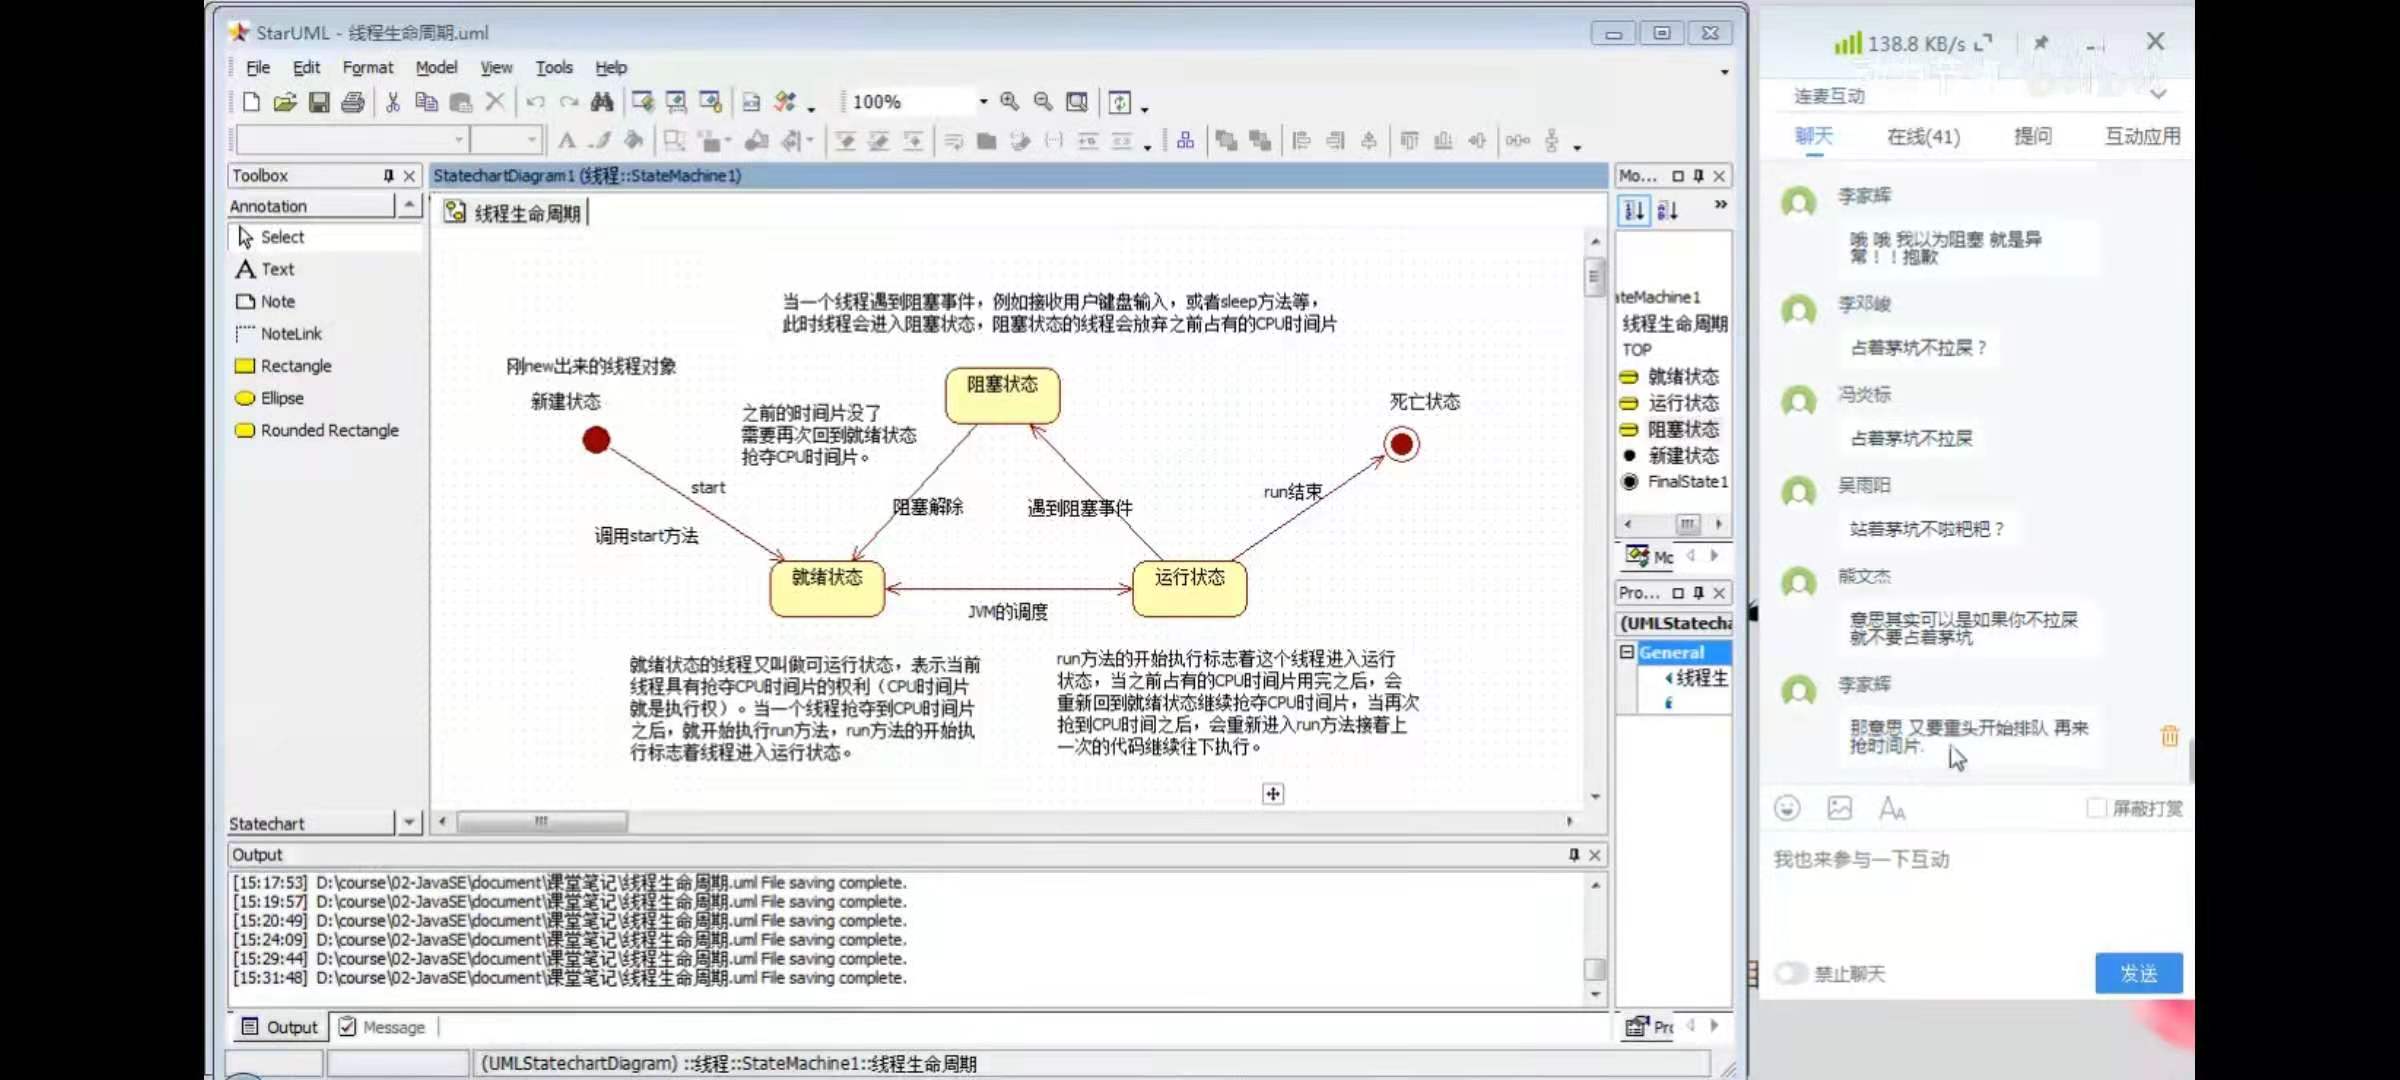 StarUML - 线程生命周期.uml
File Edit Format Model View Tools Help
100%
Toolbox
Annotation
Select
Text
Note
NoteLink
Rectangle
Ellipse
Rounded Rectangle
Statechart
StatechartDiagram1 (线程::StateMachine1)
线程生命周期
当一个线程遇到阻塞事件，例如接收用户键盘输入，或者sleep方法等，
此时线程会进入阻塞状态，阻塞状态的线程会放弃之前占有的CPU时间片
刚new出来的线程对象
新建状态
之前的时间片没了
需要再次回到就绪状态
抢夺CPU时间片。
阻塞状态
死亡状态
start
调用start方法
阻塞解除
遇到阻塞事件
run结束
就绪状态
运行状态
JVM的调度
就绪状态的线程又叫做可运行状态，表示当前
线程具有抢夺CPU时间片的权利（CPU时间片
就是执行权）。当一个线程抢夺到CPU时间片
之后，就开始执行run方法，run方法的开始执
行标志着线程进入运行状态。
run方法的开始执行标志着这个线程进入运行
状态，当之前占有的CPU时间片用完之后，会
重新回到就绪状态继续抢夺CPU时间片，当再次
抢到CPU时间之后，会重新进入run方法接着上
一次的代码继续往下执行。
Mo...
ateMachine1
线程生命周期
TOP
就绪状态
运行状态
阻塞状态
新建状态
FinalState1
Mc
Pro...
(UMLStatecha
General
线程生
Pro
Output
[15:17:53] D:\course\02-JavaSE\document\课堂笔记\线程生命周期.uml File saving complete.
[15:19:57] D:\course\02-JavaSE\document\课堂笔记\线程生命周期.uml File saving complete.
[15:20:49] D:\course\02-JavaSE\document\课堂笔记\线程生命周期.uml File saving complete.
[15:24:09] D:\course\02-JavaSE\document\课堂笔记\线程生命周期.uml File saving complete.
[15:29:44] D:\course\02-JavaSE\document\课堂笔记\线程生命周期.uml File saving complete.
[15:31:48] D:\course\02-JavaSE\document\课堂笔记\线程生命周期.uml File saving complete.
Output Message
(UMLStatechartDiagram) ::线程::StateMachine1::线程生命周期
138.8 KB/s
连麦互动
聊天 在线(41) 提问 互动应用
李家辉
哦 哦 我以为阻塞 就是异
常！！抱歉
李邓峻
占着茅坑不拉屎？
冯炎标
占着茅坑不拉屎
吴雨阳
站着茅坑不啦粑粑？
熊文杰
意思其实可以是如果你不拉屎
就不要占着茅坑
李家辉
那意思 又要重头开始排队 再来
抢时间片.
屏蔽打赏
我也来参与一下互动
禁止聊天
发送